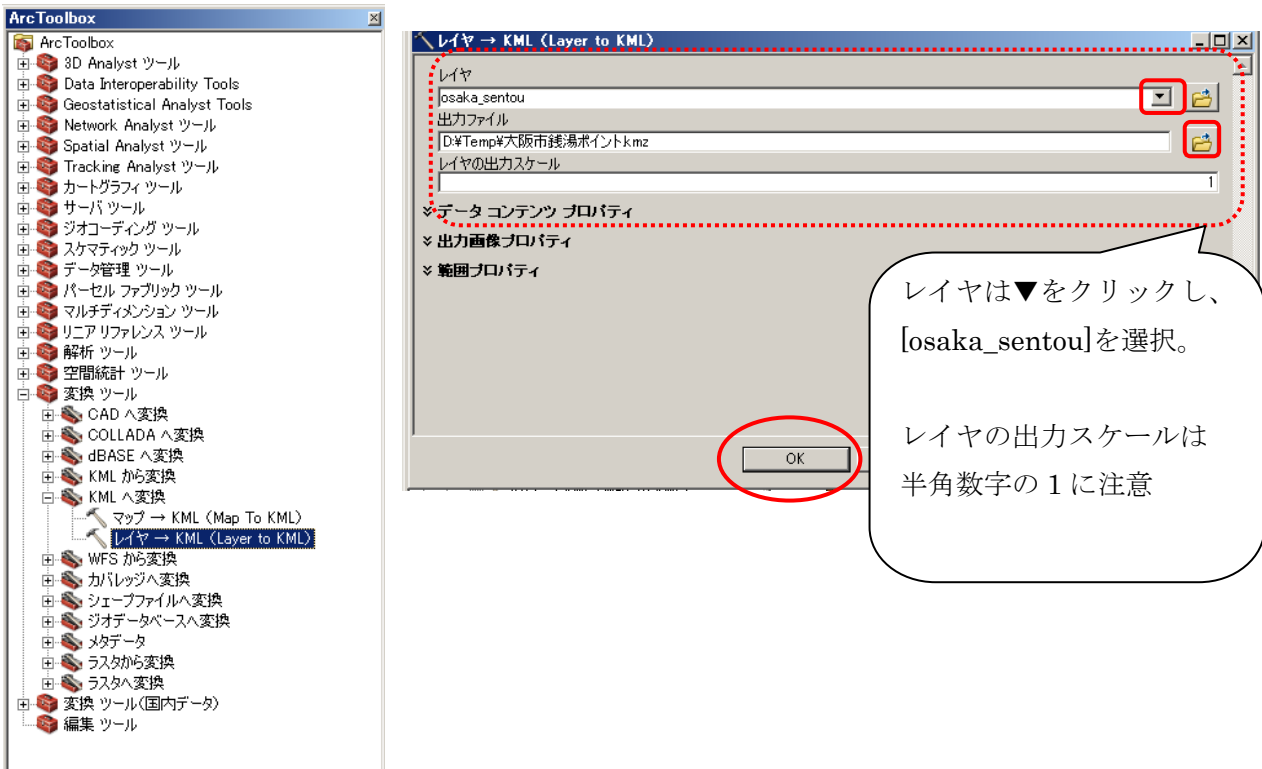 ArcToolbox
ArcToolbox
3D Analyst ツール
Data Interoperability Tools
Geostatistical Analyst Tools
Network Analyst ツール
Spatial Analyst ツール
Tracking Analyst ツール
カートグラフィ ツール
サーバ ツール
ジオコーディング ツール
スケマティック ツール
データ管理 ツール
パーセル ファブリック ツール
マルチディメンション ツール
リニア リファレンス ツール
解析 ツール
空間統計 ツール
変換 ツール
CAD へ変換
COLLADA へ変換
dBASE へ変換
KML から変換
KML へ変換
マップ → KML (Map To KML)
レイヤ → KML (Layer to KML)
WFS から変換
カバレッジへ変換
シェープファイルへ変換
ジオデータベースへ変換
メタデータ
ラスタから変換
ラスタへ変換
変換 ツール(国内データ)
編集 ツール
レイヤ → KML (Layer to KML)
レイヤ
osaka_sentou
出力ファイル
D:¥Temp¥大阪市銭湯ポイント.kmz
レイヤの出力スケール
1
データ コンテンツ プロパティ
出力画像プロパティ
範囲プロパティ
OK
レイヤは▼をクリックし、
[osaka_sentou]を選択。
レイヤの出力スケールは
半角数字の 1 に注意